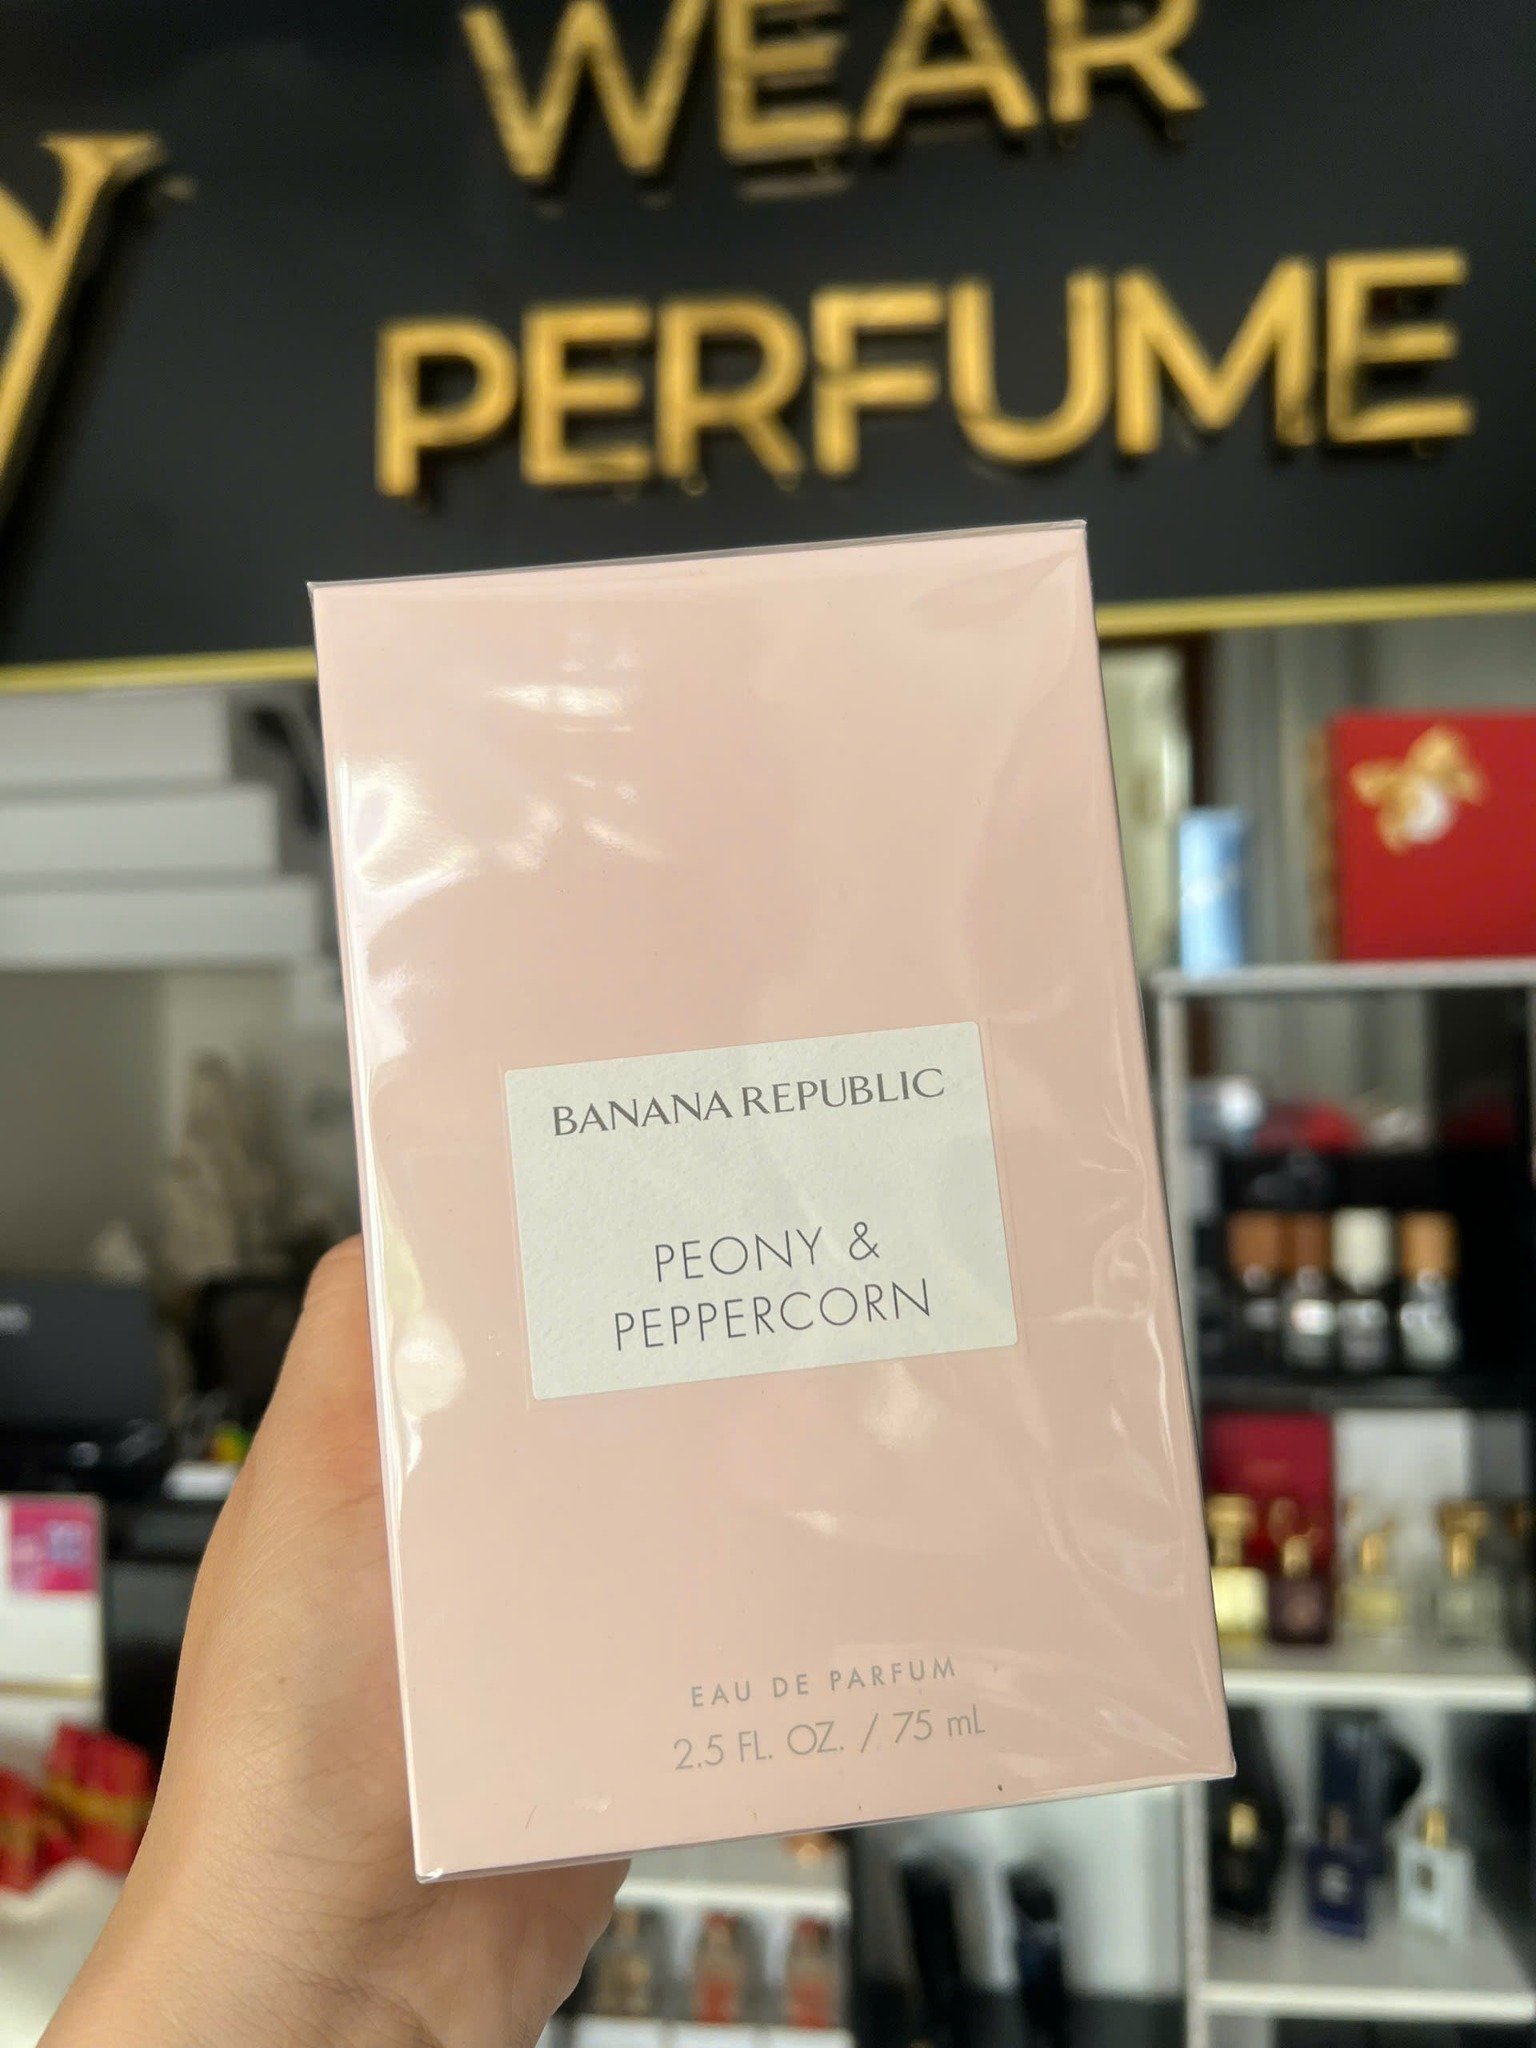 Y
WEAR
PERFUME
BANANA REPUBLIC
PEONY &
PEPPERCORN
EAU DE PARFUM
2.5 FL. OZ. / 75 mL